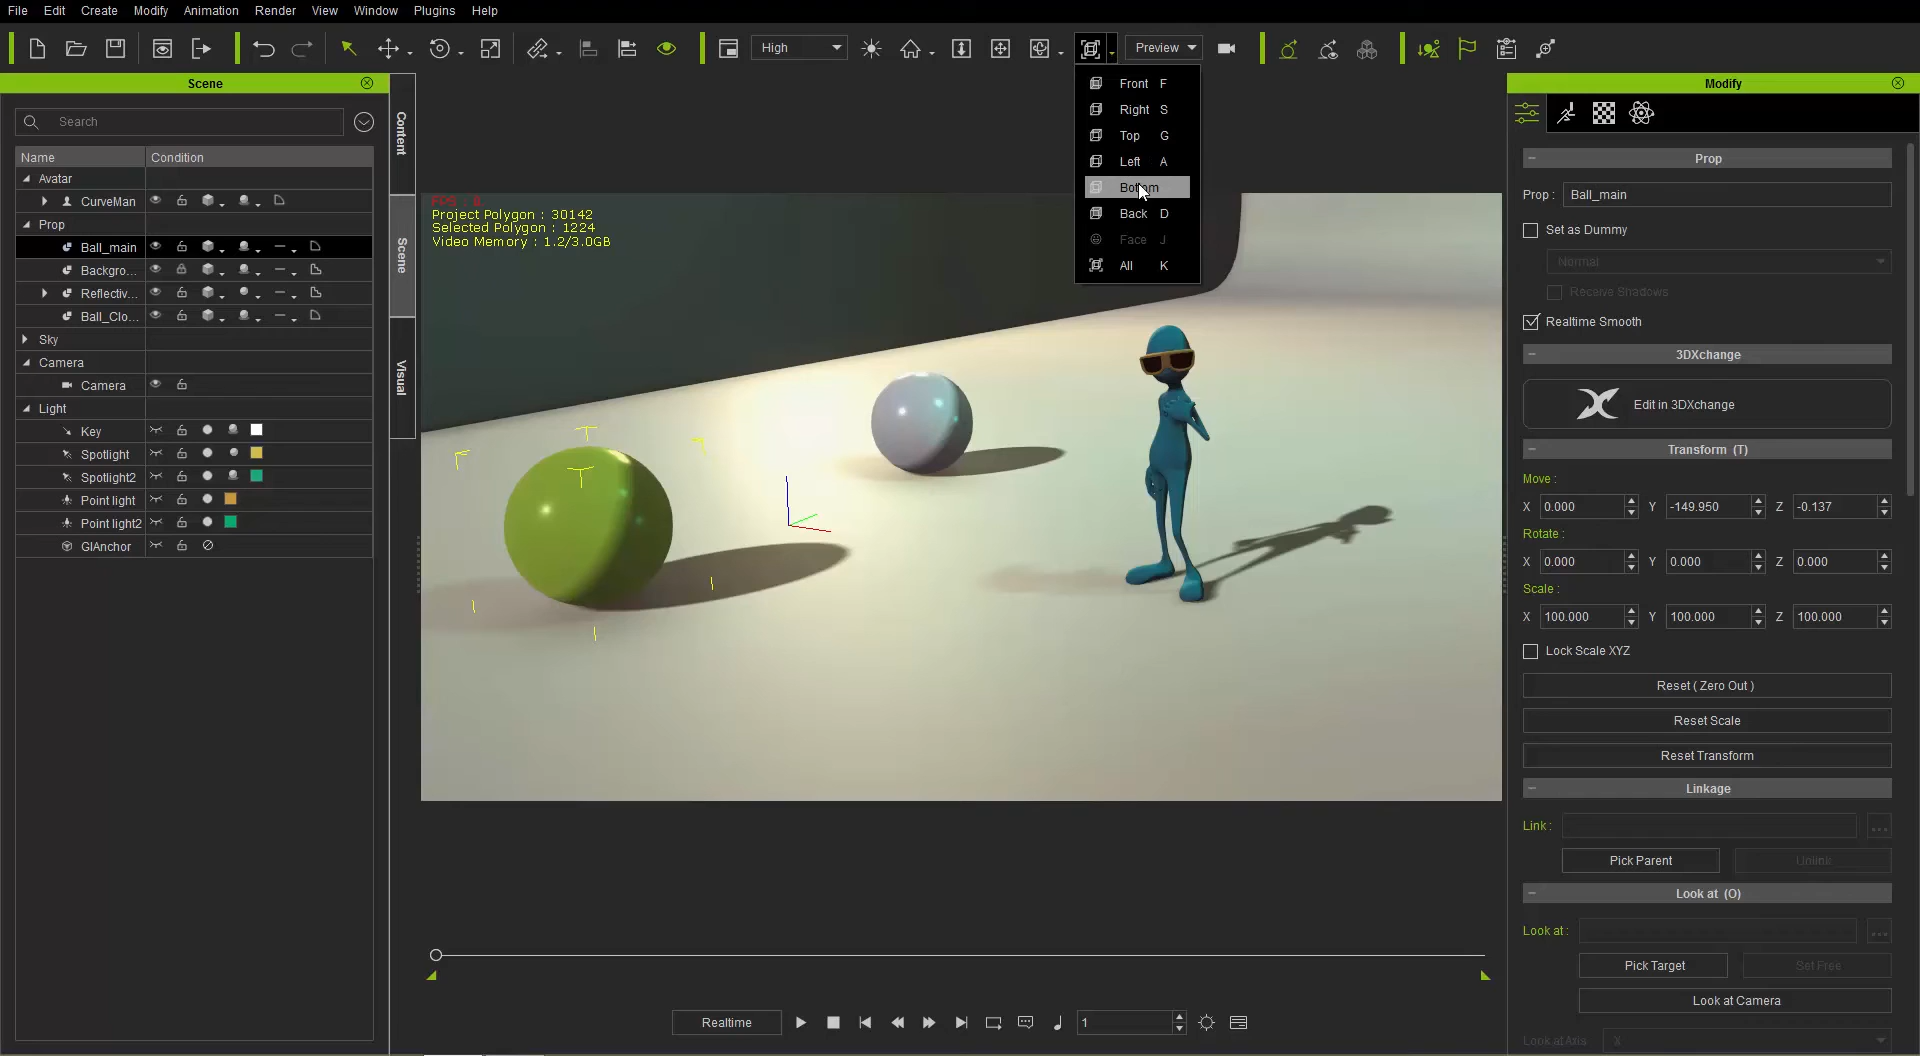 File Edit Create Modify Animation Render View Window Plugins Help
High Preview
Scene
Search
Name Condition
Avatar
CurveMan
Prop
Ball_main
Backgro...
Reflectiv...
Ball_Clo...
Sky
Camera
Camera
Light
Key
Spotlight
Spotlight2
Point light
Point light2
GIAnchor
Content
Scene
Visual
Project Polygon : 30142
Selected Polygon : 1224
Video Memory : 1.2/3.0GB
Front F
Right S
Top G
Left A
Bottom
Back D
Face J
All K
Realtime
1
Modify
Prop
Prop : Ball_main
Set as Dummy
Normal
Receive Shadows
Realtime Smooth
3DXchange
Edit in 3DXchange
Transform (T)
Move :
X 0.000 Y -149.950 Z -0.137
Rotate :
X 0.000 Y 0.000 Z 0.000
Scale :
X 100.000 Y 100.000 Z 100.000
Lock Scale XYZ
Reset ( Zero Out )
Reset Scale
Reset Transform
Linkage
Link : ...
Pick Parent Unlink
Look at (O)
Look at : ...
Pick Target Set Free
Look at Camera
Look at Axis X